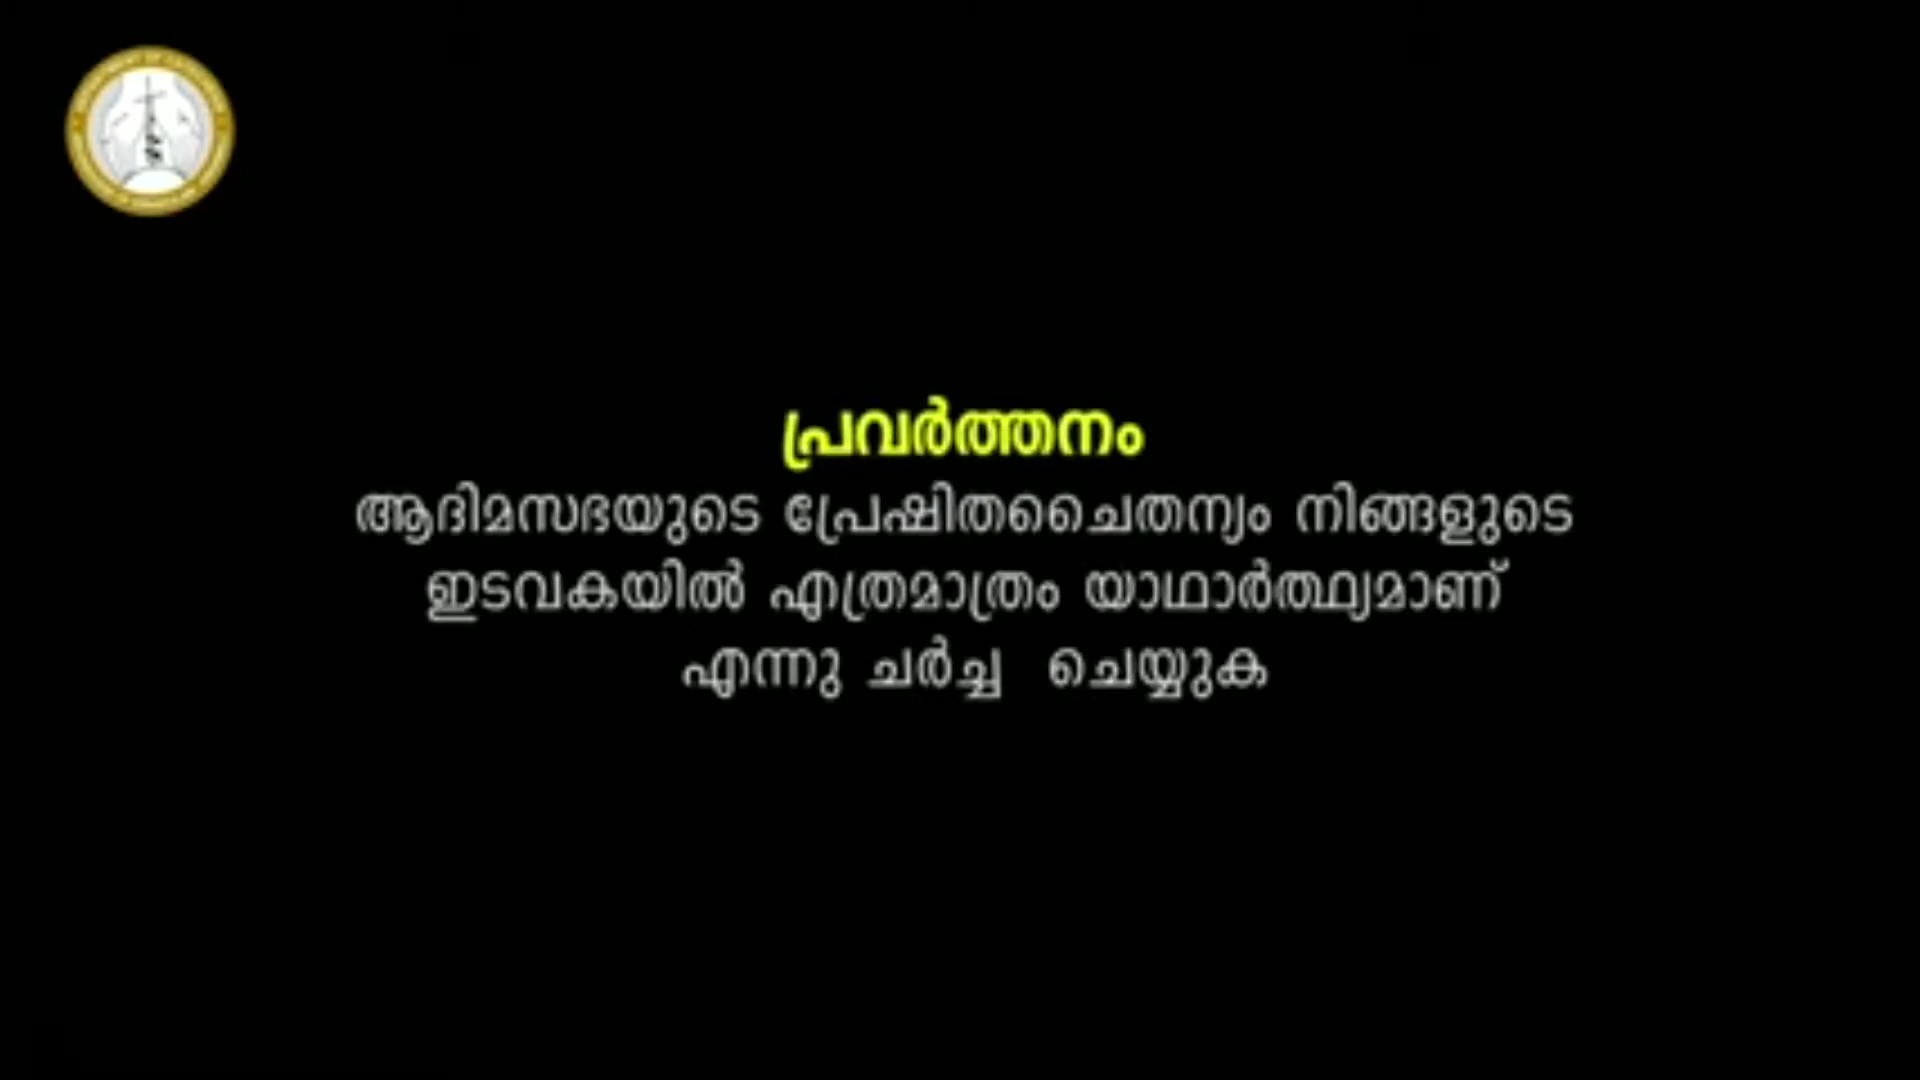 പ്രവർത്തനം
ആദിമസഭയുടെ പ്രേഷിതചൈതന്യം നിങ്ങളുടെ
ഇടവകയിൽ എത്രമാത്രം യാഥാർത്ഥ്യമാണ്
എന്നു ചർച്ച ചെയ്യുക